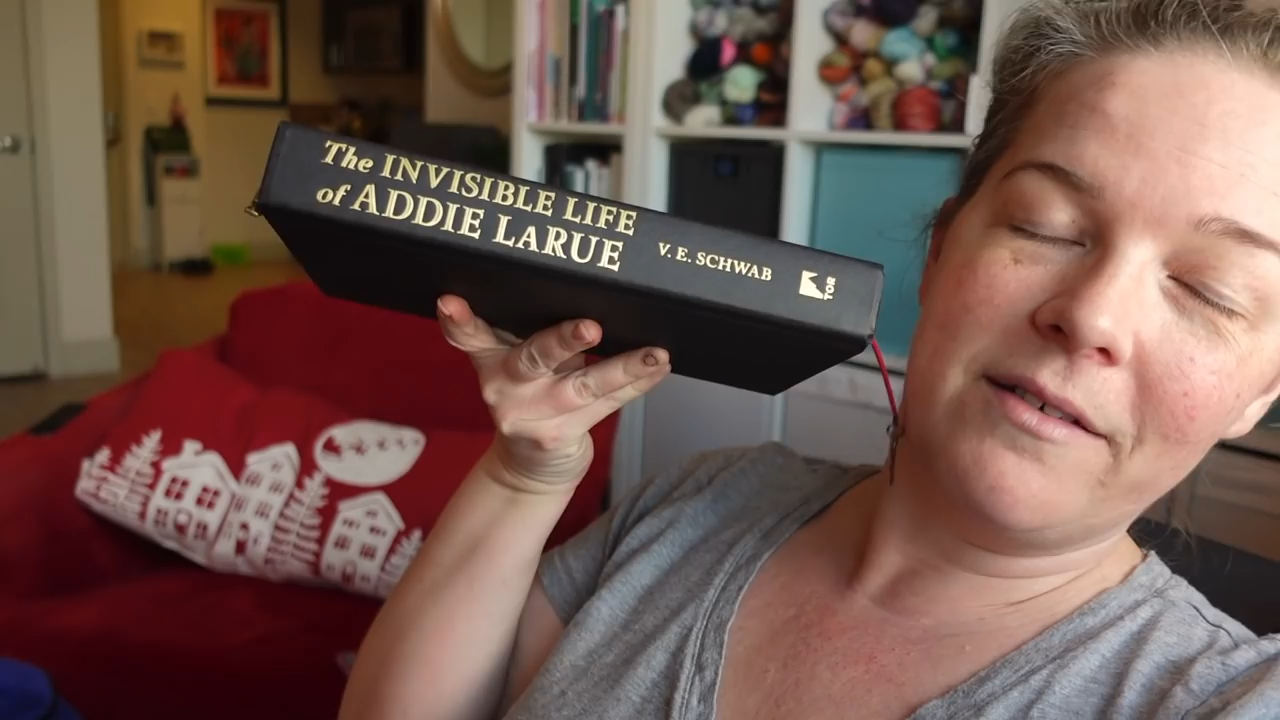 The INVISIBLE LIFE
of ADDIE LARUE
V. E. SCHWAB
TOR